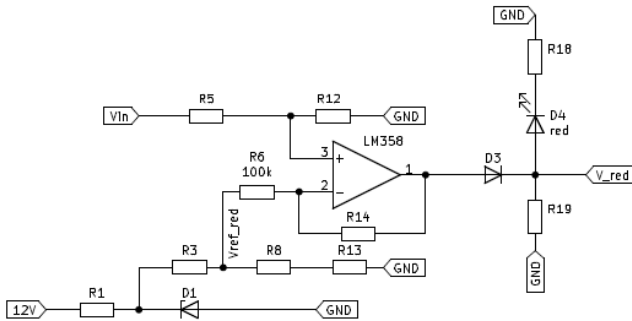 GND
R18
D4
red
Vin
R5
R12
GND
LM358
3
+
R6
100k
2
−
1
D3
V_red
R14
R19
Vref_red
R3
R8
R13
GND
GND
12V
R1
D1
GND